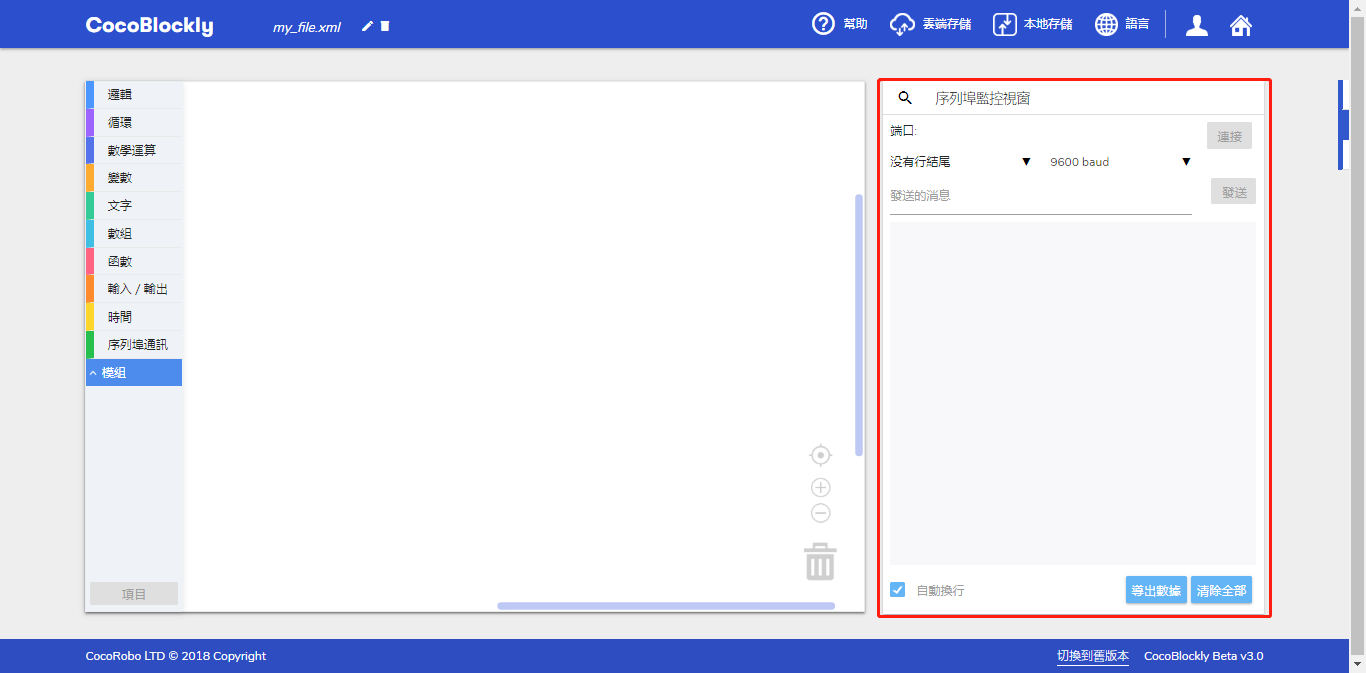 CocoBlockly
my_file.xml
幫助
雲端存儲
本地存儲
語言
邏輯
循環
數學運算
變數
文字
數組
函數
輸入 / 輸出
時間
序列埠通訊
模組
項目
序列埠監控視窗
端口:
連接
没有行結尾
9600 baud
發送的消息
發送
自動換行
導出數據
清除全部
CocoRobo LTD © 2018 Copyright
切換到舊版本
CocoBlockly Beta v3.0